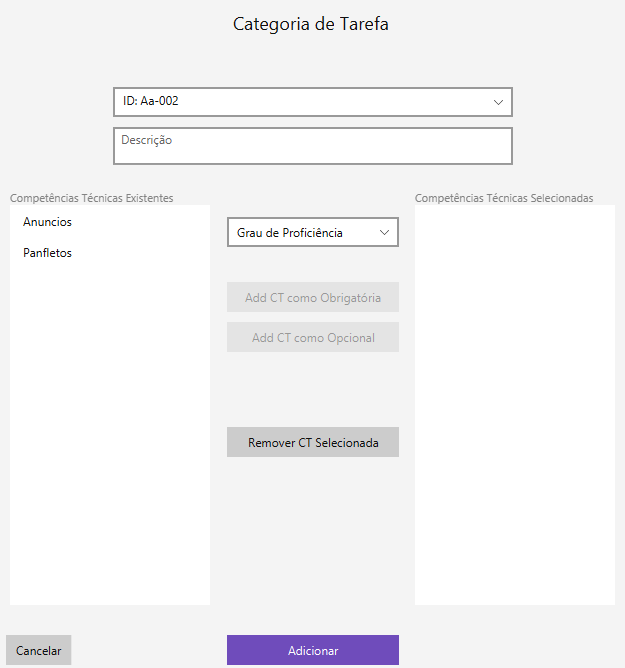 Categoria de Tarefa
ID: Aa-002
Descrição
Competências Técnicas Existentes
Anuncios
Panfletos
Grau de Proficiência
Add CT como Obrigatória
Add CT como Opcional
Remover CT Selecionada
Competências Técnicas Selecionadas
Cancelar
Adicionar